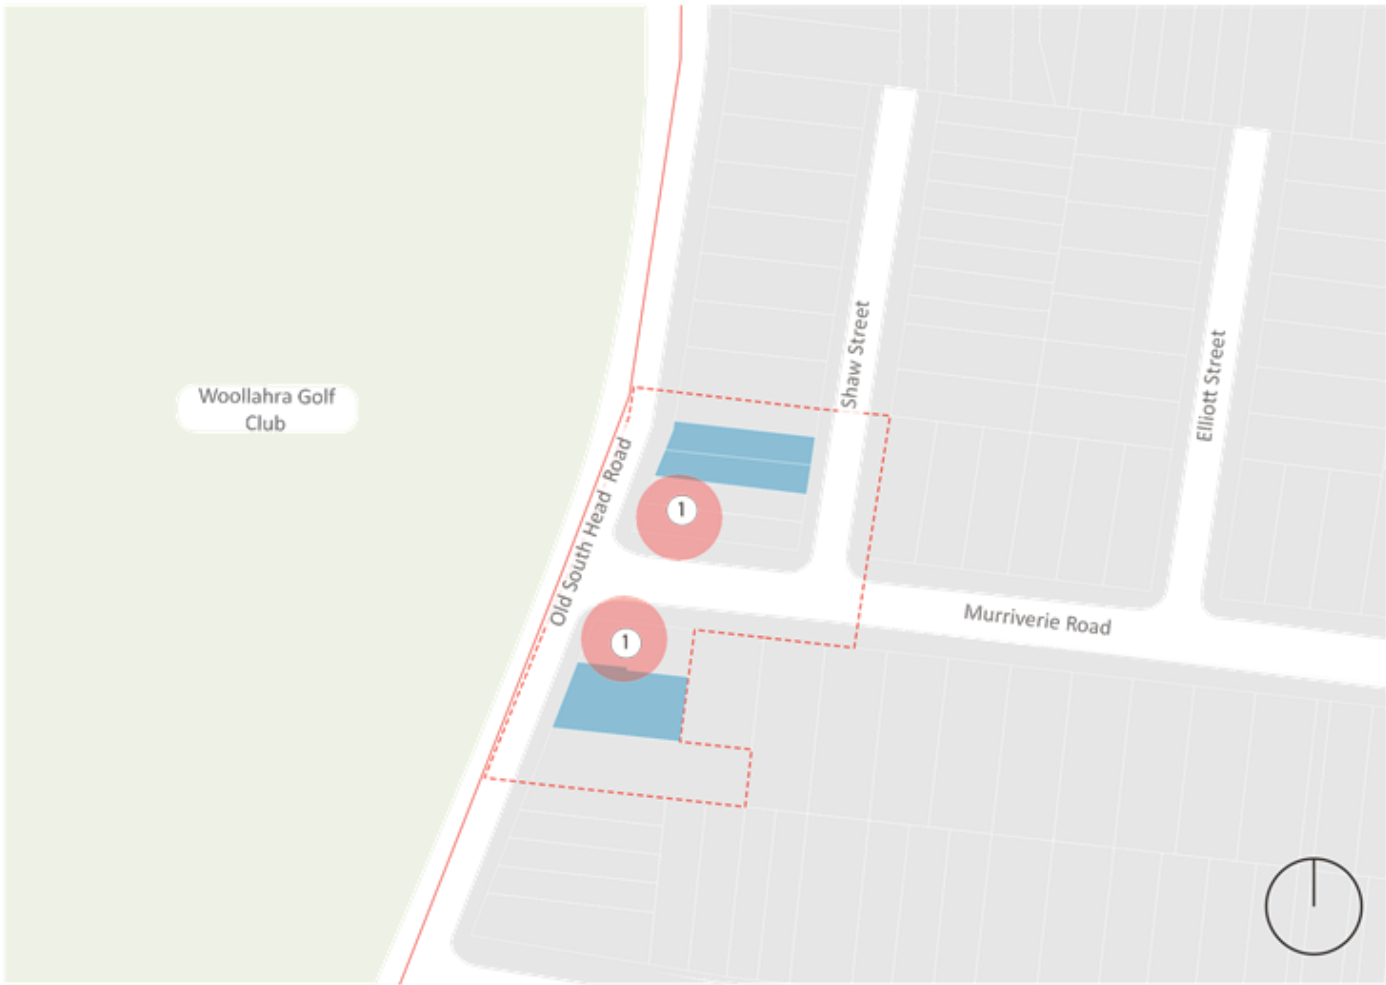 Woollahra Golf
Club
Shaw Street
Elliott Street
Old South Head Road
1
Murriverie Road
1